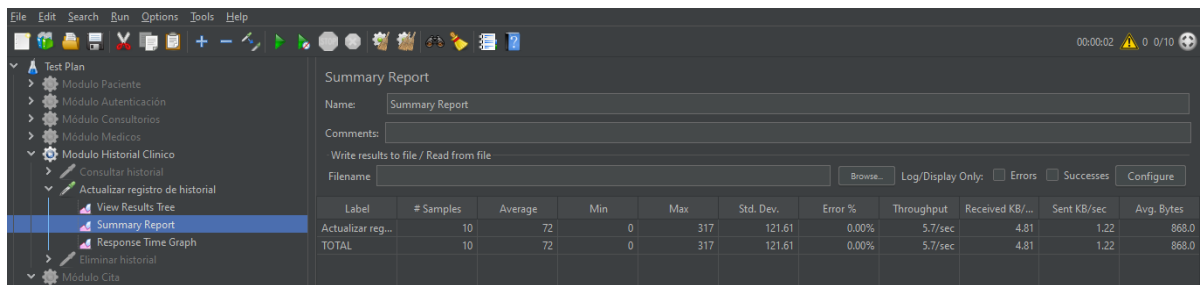 File Edit Search Run Options Tools Help
00:00:02 0 0/10
Test Plan
Modulo Paciente
Módulo Autenticación
Módulo Consultorios
Módulo Medicos
Modulo Historial Clinico
Consultar historial
Actualizar registro de historial
View Results Tree
Summary Report
Response Time Graph
Eliminar historial
Módulo Cita
Summary Report
Name: Summary Report
Comments:
Write results to file / Read from file
Filename Browse... Log/Display Only: Errors Successes Configure
Label # Samples Average Min Max Std. Dev. Error % Throughput Received KB/... Sent KB/sec Avg. Bytes
Actualizar reg... 10 72 0 317 121.61 0.00% 5.7/sec 4.81 1.22 868.0
TOTAL 10 72 0 317 121.61 0.00% 5.7/sec 4.81 1.22 868.0